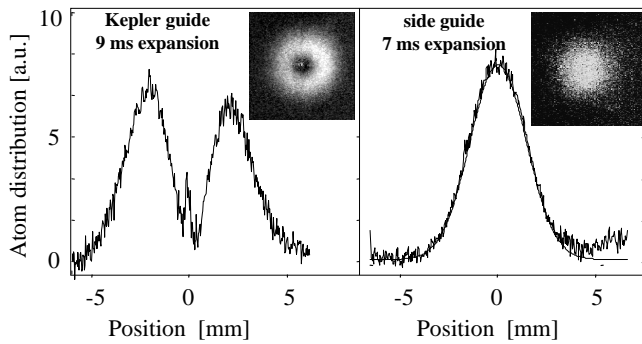 Kepler guide
9 ms expansion
side guide
7 ms expansion
Atom distribution [a.u.]
10
5
0
-5
0
5
-5
0
5
Position [mm]
Position [mm]